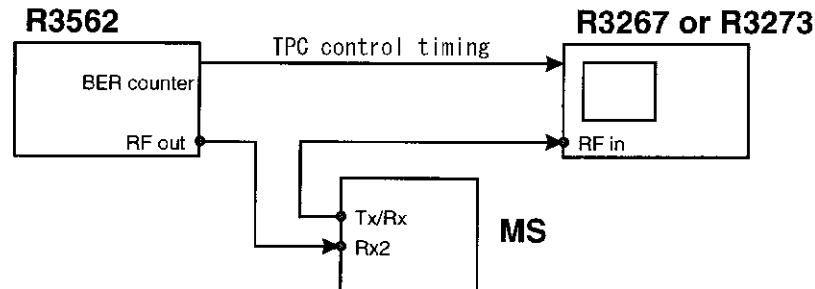 R3562
R3267 or R3273
TPC control timing
BER counter
RF out
RF in
Tx/Rx
Rx2
MS